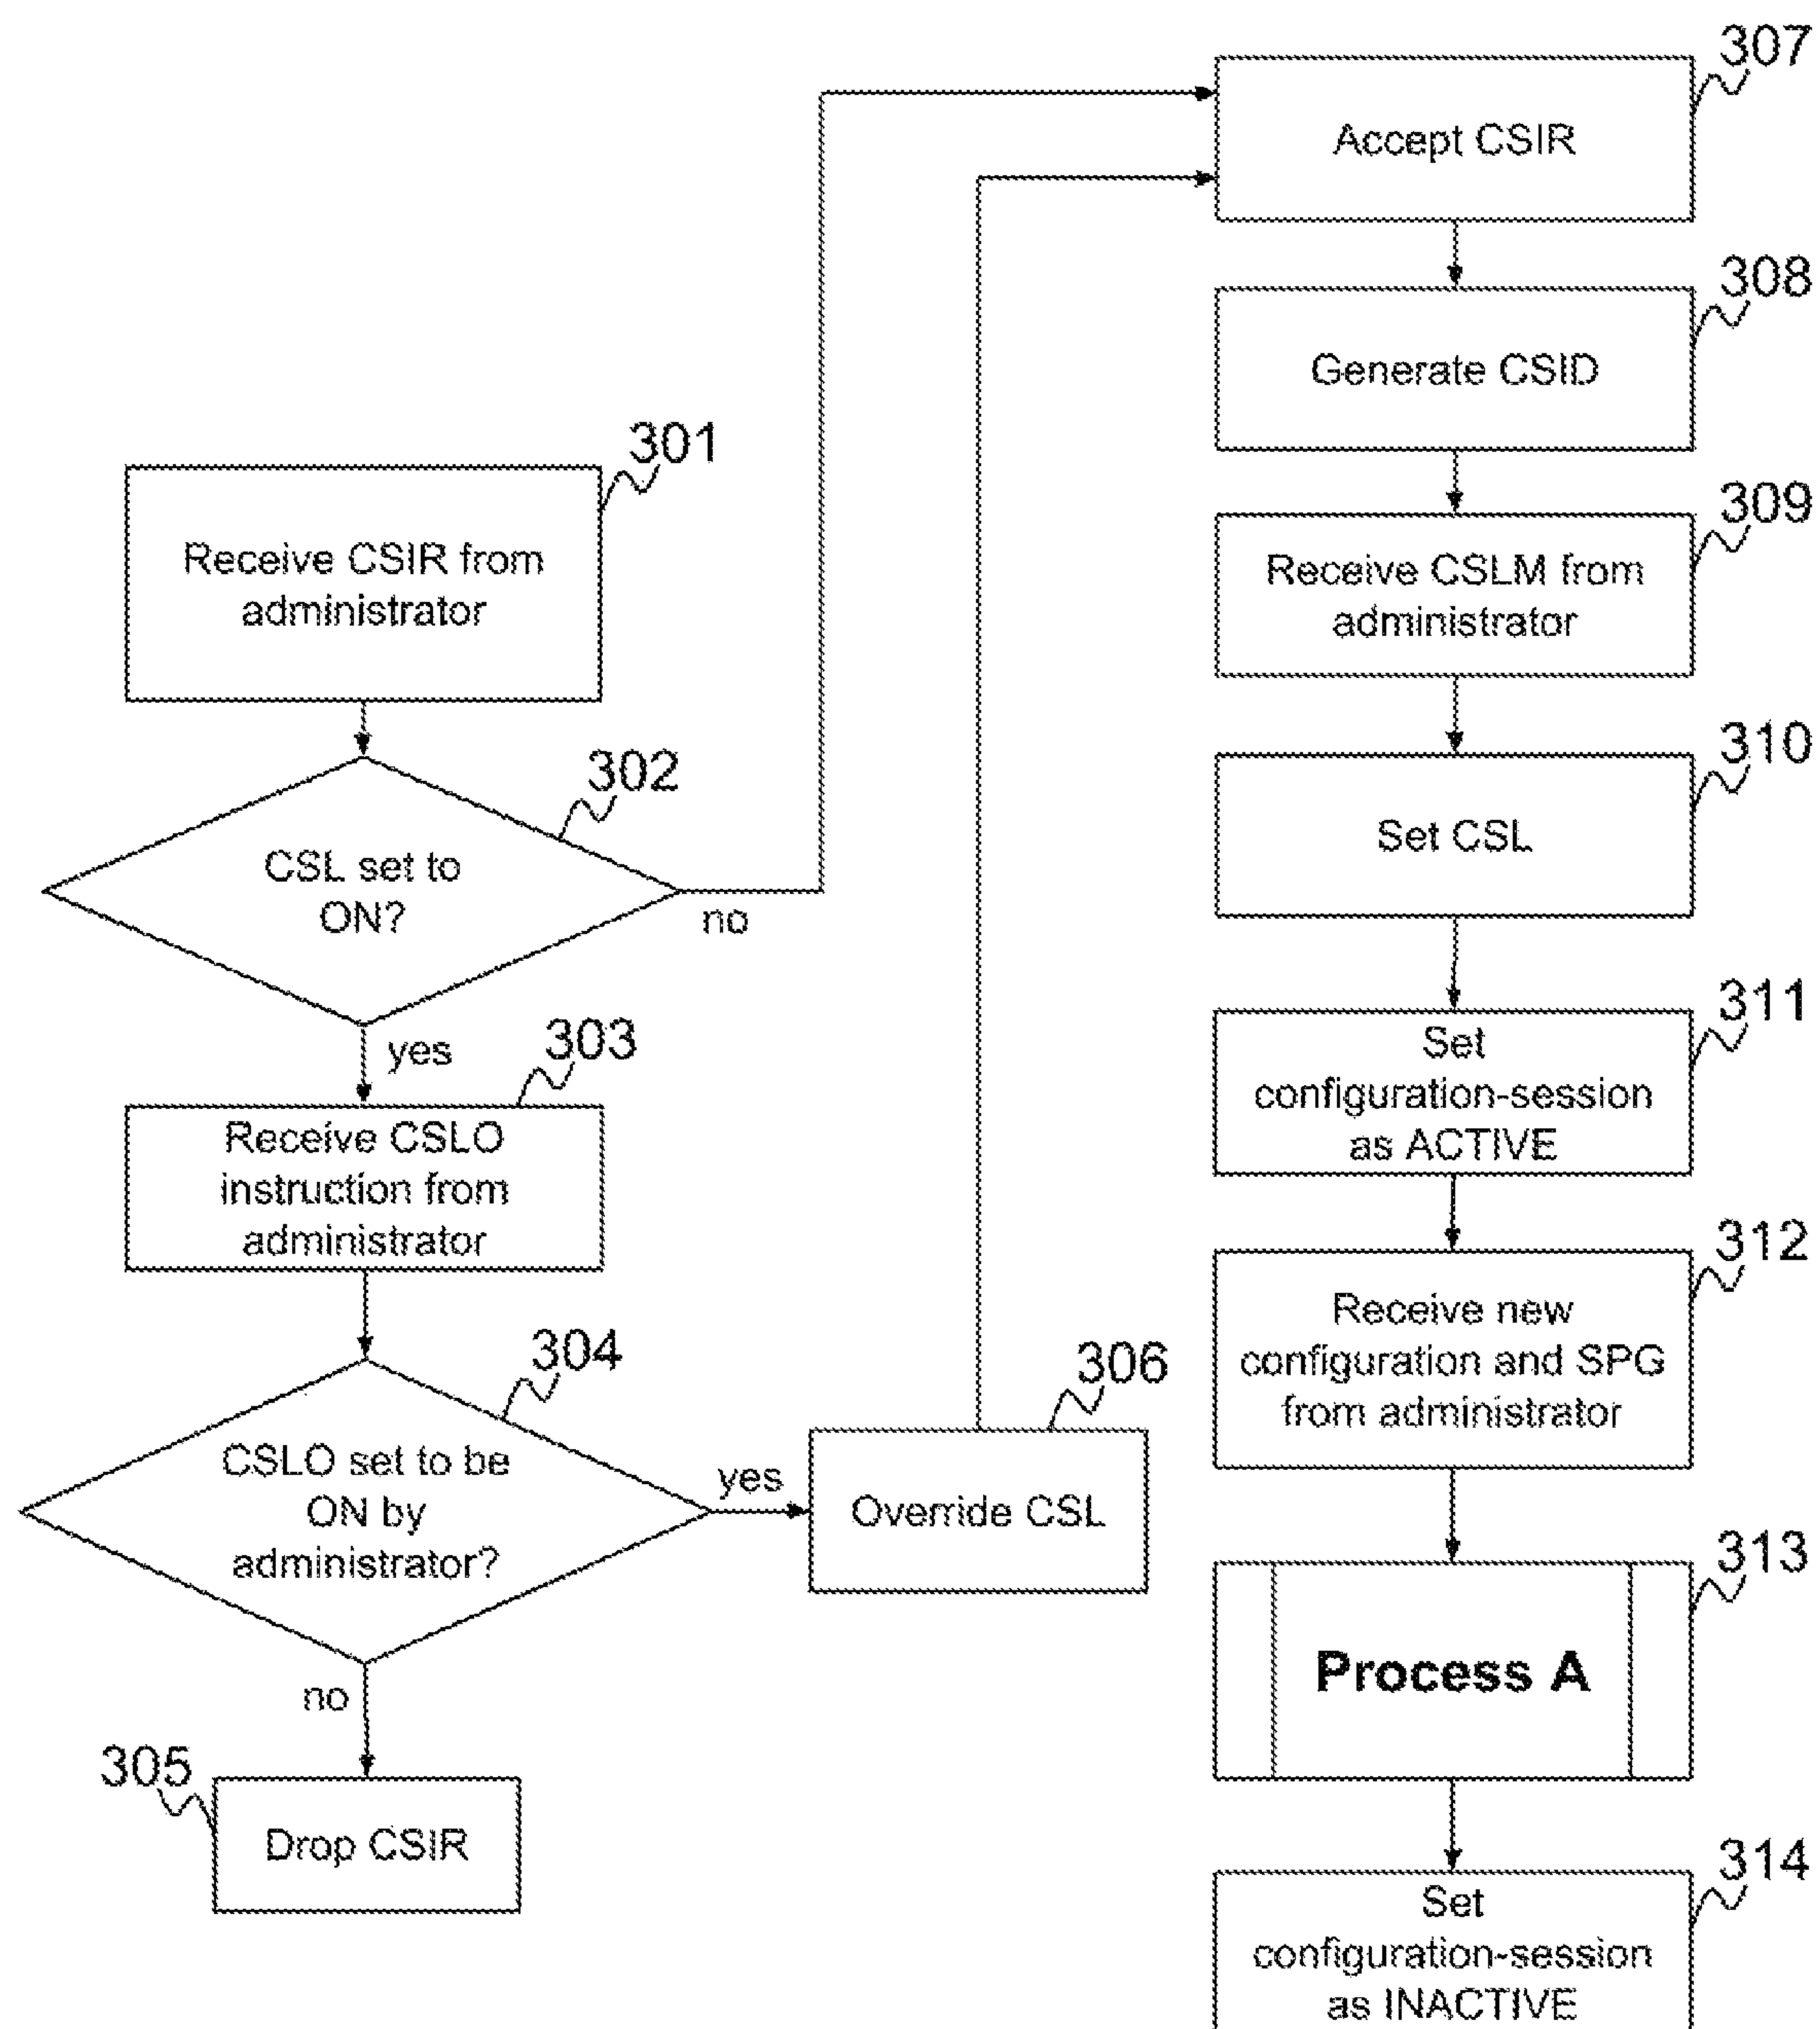 301
Receive CSIR from
administrator
302
CSL set to
ON?
no
yes
303
Receive CSLO
instruction from
administrator
304
CSLO set to be
ON by
administrator?
yes
no
305
Drop CSIR
306
Override CSL
307
Accept CSIR
308
Generate CSID
309
Receive CSLM from
administrator
310
Set CSL
311
Set
configuration-session
as ACTIVE
312
Receive new
configuration and SPG
from administrator
313
Process A
314
Set
configuration-session
as INACTIVE